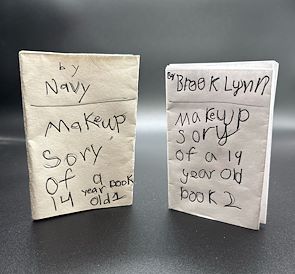 by
Navy
Makeup
Sory
Of a
14 year old book 1
By Brook Lynn
Makeup
Sory
of a 19
year old
book 2